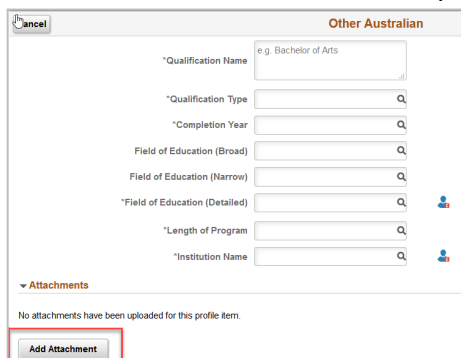 Cancel
Other Australian
*Qualification Name
e.g. Bachelor of Arts
*Qualification Type
*Completion Year
Field of Education (Broad)
Field of Education (Narrow)
*Field of Education (Detailed)
*Length of Program
*Institution Name
Attachments
No attachments have been uploaded for this profile item.
Add Attachment